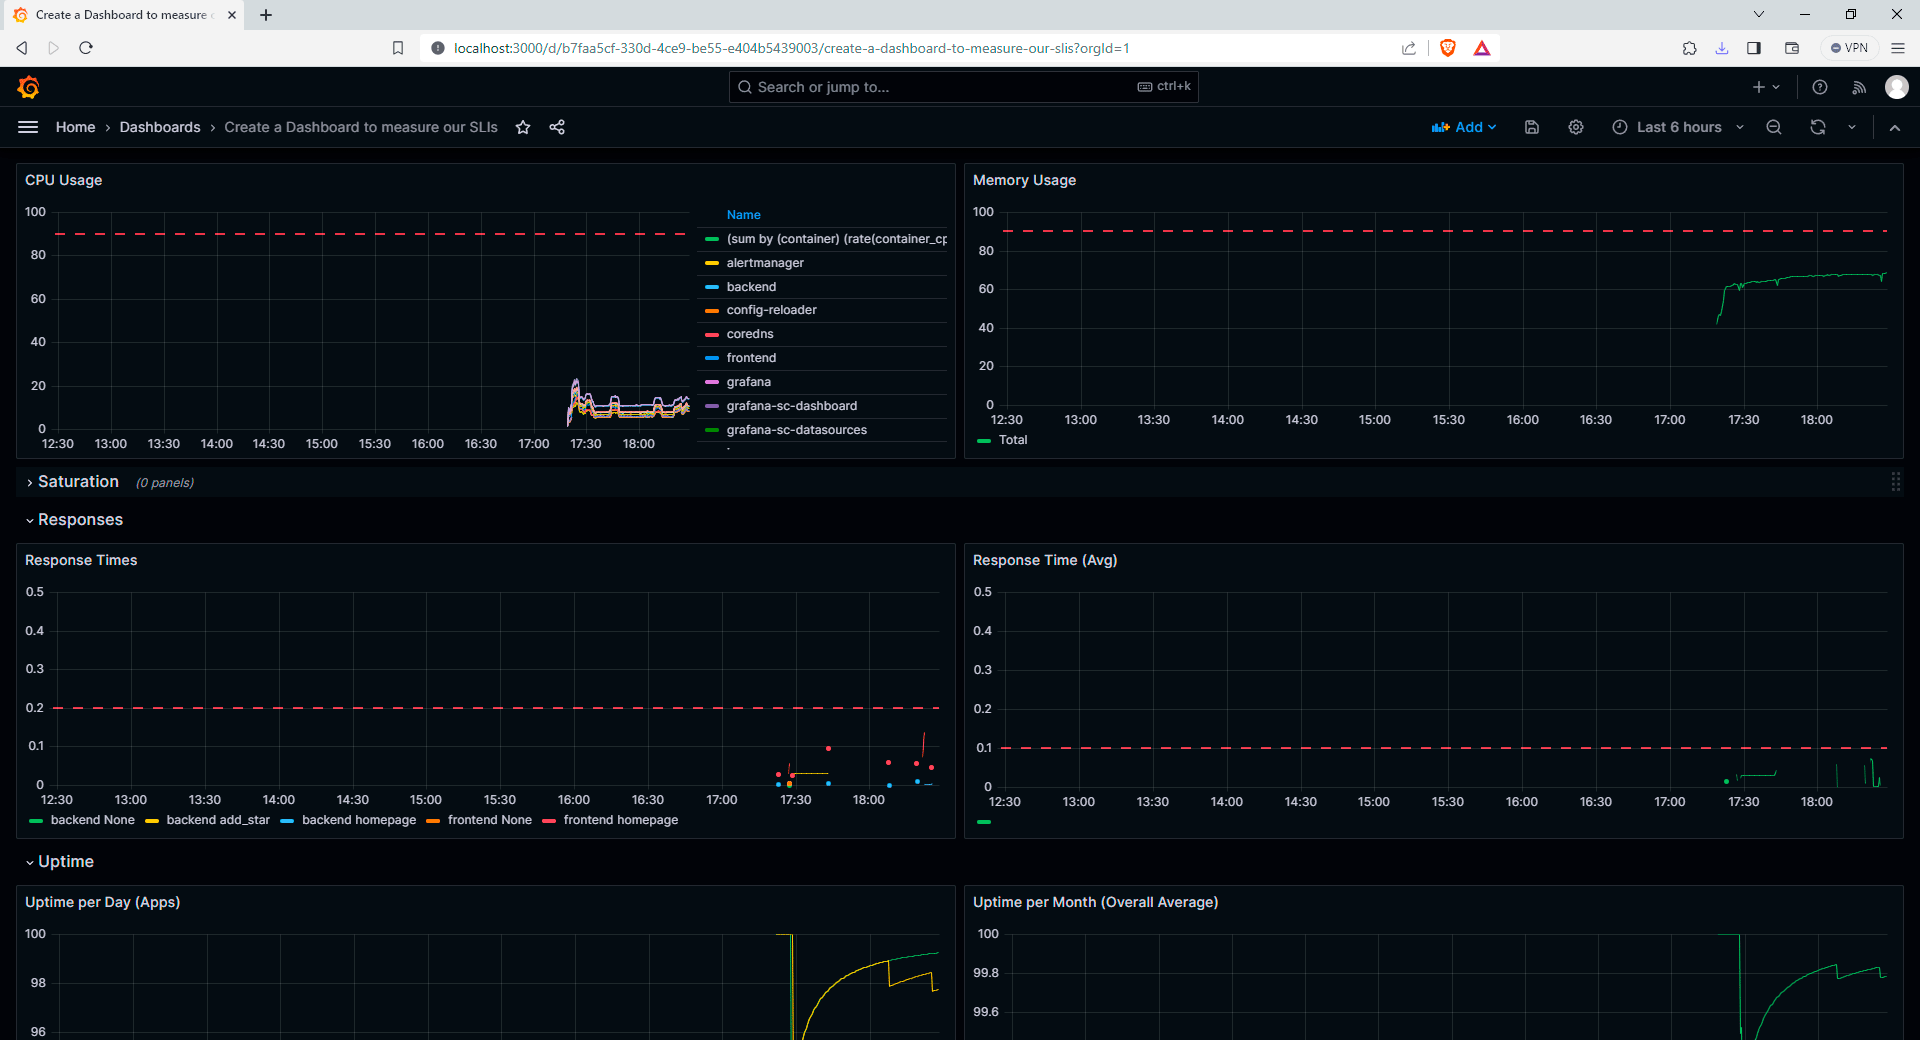 Create a Dashboard to measure
localhost:3000/d/b7faa5cf-330d-4ce9-be55-e404b5439003/create-a-dashboard-to-measure-our-slis?orgId=1
VPN
Search or jump to...
ctrl+k
Home › Dashboards › Create a Dashboard to measure our SLIs
Add
Last 6 hours
CPU Usage
100
80
60
40
20
0
12:30 13:00 13:30 14:00 14:30 15:00 15:30 16:00 16:30 17:00 17:30 18:00
Name
(sum by (container) (rate(container_cp
alertmanager
backend
config-reloader
coredns
frontend
grafana
grafana-sc-dashboard
grafana-sc-datasources
Memory Usage
100
80
60
40
20
0
12:30 13:00 13:30 14:00 14:30 15:00 15:30 16:00 16:30 17:00 17:30 18:00
Total
Saturation (0 panels)
Responses
Response Times
0.5
0.4
0.3
0.2
0.1
0
12:30 13:00 13:30 14:00 14:30 15:00 15:30 16:00 16:30 17:00 17:30 18:00
backend None backend add_star backend homepage frontend None frontend homepage
Response Time (Avg)
0.5
0.4
0.3
0.2
0.1
0
12:30 13:00 13:30 14:00 14:30 15:00 15:30 16:00 16:30 17:00 17:30 18:00
Uptime
Uptime per Day (Apps)
100
98
96
Uptime per Month (Overall Average)
100
99.8
99.6